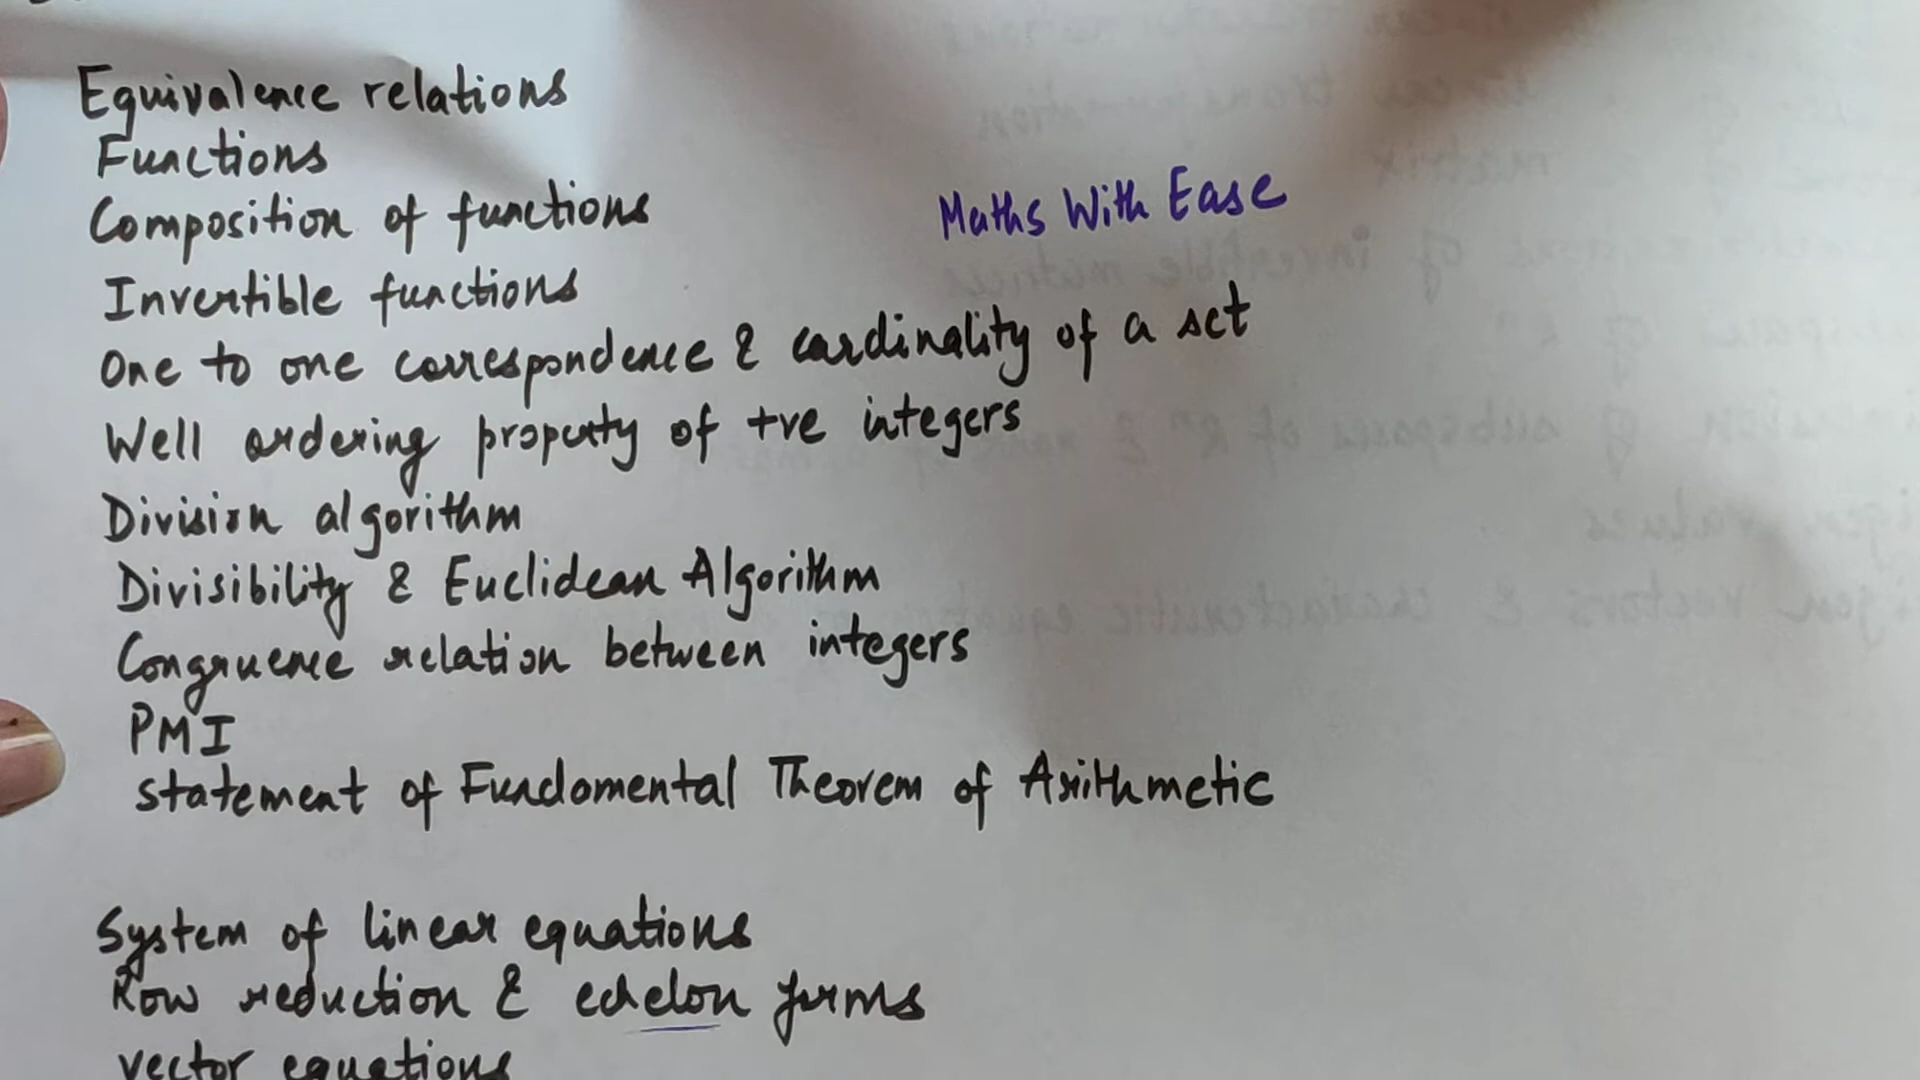 Equivalence relations
Functions
Composition of functions
Maths With Ease
Invertible functions
One to one correspondence & cardinality of a set
Well ordering property of +ve integers
Division algorithm
Divisibility & Euclidean Algorithm
Congruence relation between integers
PMI
statement of Fundomental Theorem of Arithmetic
System of linear equations
Row reduction & echelon forms
vector equations